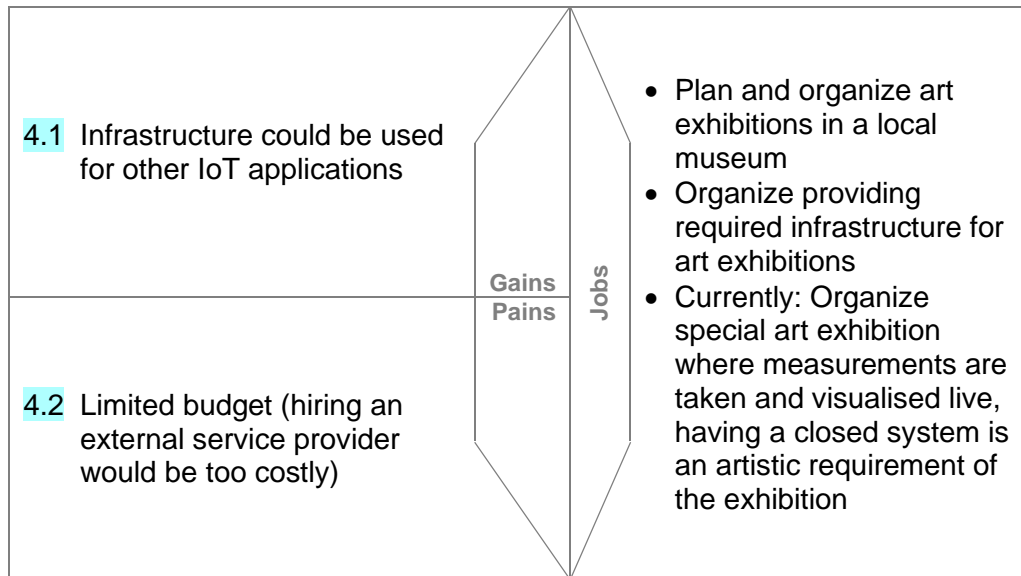 4.1 Infrastructure could be used
for other IoT applications
Gains
Pains
4.2 Limited budget (hiring an
external service provider
would be too costly)
Jobs
• Plan and organize art
exhibitions in a local
museum
• Organize providing
required infrastructure for
art exhibitions
• Currently: Organize
special art exhibition
where measurements are
taken and visualised live,
having a closed system is
an artistic requirement of
the exhibition